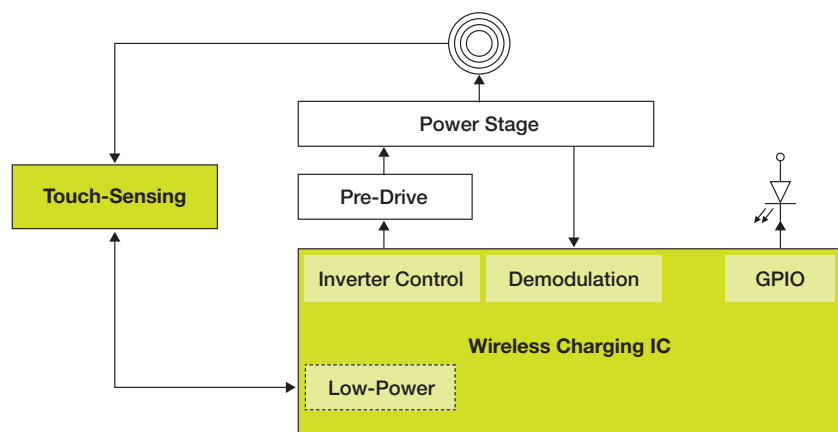 Power Stage
Touch-Sensing
Pre-Drive
Inverter Control
Demodulation
GPIO
Wireless Charging IC
Low-Power